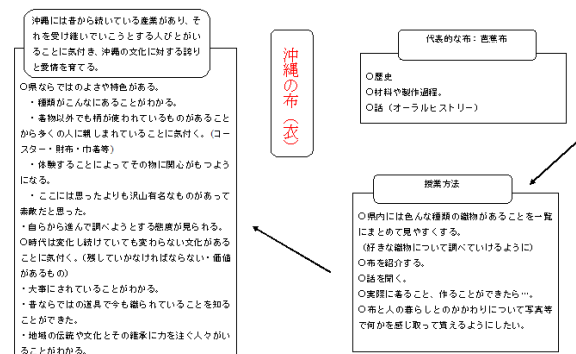 沖縄には昔から続いている産業があり、そ
れを受け継いでいこうとする人びとがい
ることに気付き、沖縄の文化に対する誇り
と愛情を育てる。
○県ならではのよさや特色がある。
・種類がこんなにあることがわかる。
・着物以外でも柄が使われているものがあること
から多くの人に親しまれていることに気付く。(コー
スター・財布・巾着等)
・体験することによってその物に関心がもつよう
になる。
・ここには思ったよりも沢山有名なものがあって
素敵だと思った。
・自らから進んで調べようとする態度が見られる。
○時代は変化し続けていても変わらない文化がある
ことに気付く。(残していかなければならない・価値
があるもの)
・大事にされていることがわかる。
・昔ならではの道具で今も織られていることを知る
ことができた。
・地域の伝統や文化とその継承に力を注ぐ人々がい
ることがわかる。
沖縄の布(衣)
代表的な布:芭蕉布
○歴史
○材料や製作過程。
○話(オーラルヒストリー)
授業方法
○県内には色んな種類の織物があることを一覧
にまとめて見やすくする。
(好きな織物について調べていけるように)
○布を紹介する。
○話を聞く。
○実際に着ること、作ることができたら…。
○布と人の暮らしとのかかわりについて写真等
で何かを感じ取って貰えるようにしたい。